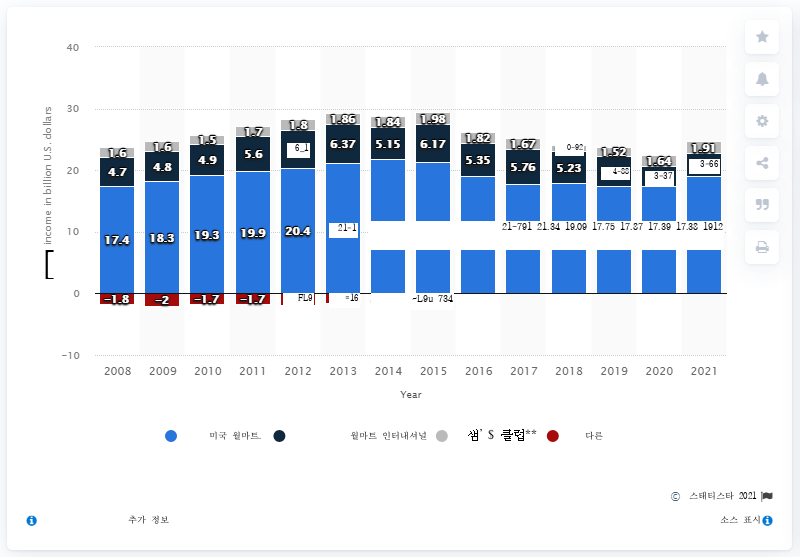 40
30
20
10
0
-10
income in billion U.S. dollars
[
1.6 1.6 1.5 1.7 1.8 1.86 1.84 1.98 1.82 1.67 0-92 1.52 1.64 1.91
4.7 4.8 4.9 5.6 6_1 6.37 5.15 6.17 5.35 5.76 5.23 4-88 3-37 3-66
17.4 18.3 19.3 19.9 20.4 21-1 21-791 21.34 19.09 17.75 17.87 17.39 17.38 1912
-1.8 -2 -1.7 -1.7 FL9 =16 ~L9u 784
2008 2009 2010 2011 2012 2013 2014 2015 2016 2017 2018 2019 2020 2021
Year
미국 월마트. 월마트 인터내셔널 샘' S 클럽** 다른
© 스태티스타 2021
추가 정보 소스 표시